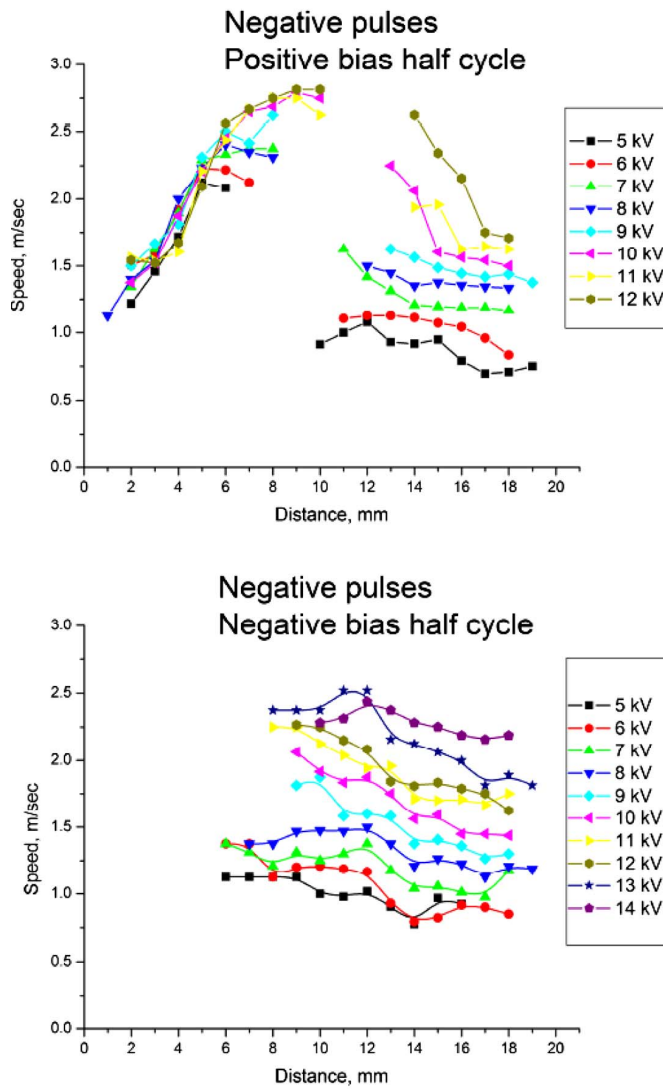 Negative pulses
Positive bias half cycle
3.0
2.5
2.0
1.5
1.0
0.5
0.0
Speed, m/sec
0 2 4 6 8 10 12 14 16 18 20
Distance, mm
5 kV
6 kV
7 kV
8 kV
9 kV
10 kV
11 kV
12 kV
Negative pulses
Negative bias half cycle
3.0
2.5
2.0
1.5
1.0
0.5
0.0
Speed, m/sec
0 2 4 6 8 10 12 14 16 18 20
Distance, mm
5 kV
6 kV
7 kV
8 kV
9 kV
10 kV
11 kV
12 kV
13 kV
14 kV